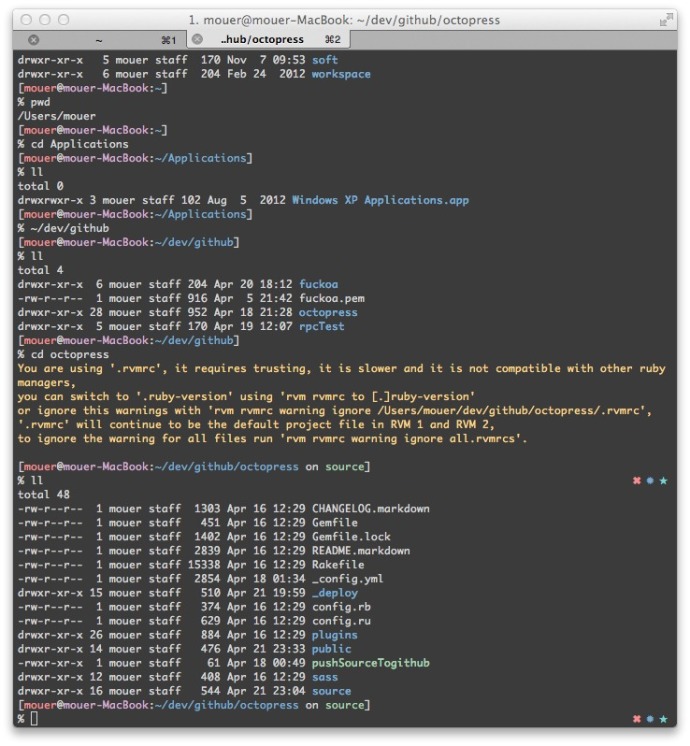 1. mouer@mouer-MacBook: ~/dev/github/octopress
~ ⌘1 ..hub/octopress ⌘2
drwxr-xr-x 5 mouer staff 170 Nov 7 09:53 soft
drwxr-xr-x 6 mouer staff 204 Feb 24 2012 workspace
[mouer@mouer-MacBook:~]
% pwd
/Users/mouer
[mouer@mouer-MacBook:~]
% cd Applications
[mouer@mouer-MacBook:~/Applications]
% ll
total 0
drwxrwxr-x 3 mouer staff 102 Aug 5 2012 Windows XP Applications.app
[mouer@mouer-MacBook:~/Applications]
% ~/dev/github
[mouer@mouer-MacBook:~/dev/github]
% ll
total 4
drwxr-xr-x 6 mouer staff 204 Apr 20 18:12 fuckoa
-rw-r--r-- 1 mouer staff 916 Apr 5 21:42 fuckoa.pem
drwxr-xr-x 28 mouer staff 952 Apr 18 21:28 octopress
drwxr-xr-x 5 mouer staff 170 Apr 19 12:07 rpcTest
[mouer@mouer-MacBook:~/dev/github]
% cd octopress
You are using '.rvmrc', it requires trusting, it is slower and it is not compatible with other ruby
managers,
you can switch to '.ruby-version' using 'rvm rvmrc to [.]ruby-version'
or ignore this warnings with 'rvm rvmrc warning ignore /Users/mouer/dev/github/octopress/.rvmrc',
'.rvmrc' will continue to be the default project file in RVM 1 and RVM 2,
to ignore the warning for all files run 'rvm rvmrc warning ignore all.rvmrcs'.
[mouer@mouer-MacBook:~/dev/github/octopress on source]
% ll
total 48
-rw-r--r-- 1 mouer staff 1303 Apr 16 12:29 CHANGELOG.markdown
-rw-r--r-- 1 mouer staff 451 Apr 16 12:29 Gemfile
-rw-r--r-- 1 mouer staff 1402 Apr 16 12:29 Gemfile.lock
-rw-r--r-- 1 mouer staff 2839 Apr 16 12:29 README.markdown
-rw-r--r-- 1 mouer staff 15338 Apr 16 12:29 Rakefile
-rw-r--r-- 1 mouer staff 2854 Apr 18 01:34 _config.yml
drwxr-xr-x 15 mouer staff 510 Apr 21 19:59 _deploy
-rw-r--r-- 1 mouer staff 374 Apr 16 12:29 config.rb
-rw-r--r-- 1 mouer staff 629 Apr 16 12:29 config.ru
drwxr-xr-x 26 mouer staff 884 Apr 16 12:29 plugins
drwxr-xr-x 14 mouer staff 476 Apr 21 23:33 public
-rwxr-xr-x 1 mouer staff 61 Apr 18 00:49 pushSourceTogithub
drwxr-xr-x 12 mouer staff 408 Apr 16 12:29 sass
drwxr-xr-x 16 mouer staff 544 Apr 21 23:04 source
[mouer@mouer-MacBook:~/dev/github/octopress on source]
%